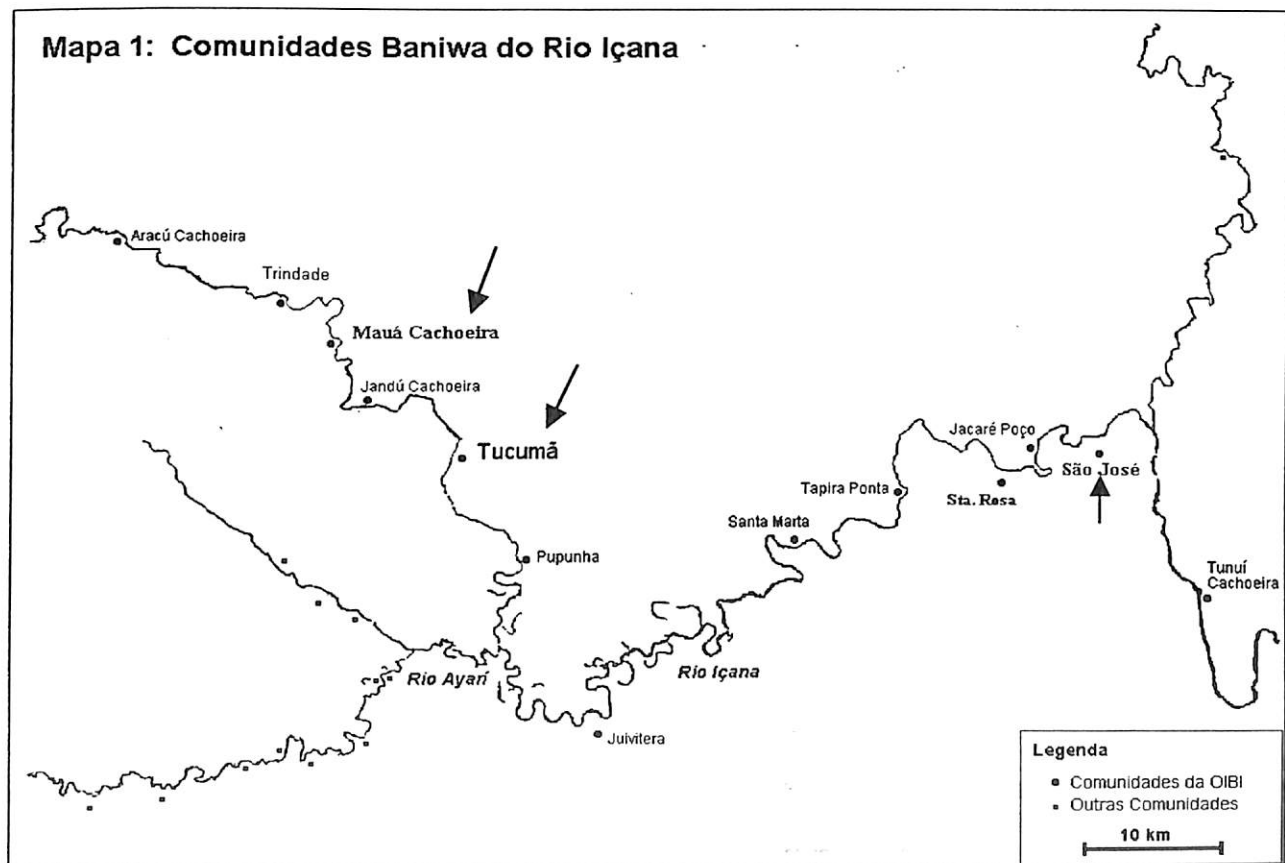 Mapa 1: Comunidades Baniwa do Rio Içana
Aracú Cachoeira
Trindade
Mauá Cachoeira
Jandú Cachoeira
Tucumã
Pupunha
Jacaré Poço
São José
Tapira Ponta
Sta. Rosa
Santa Marta
Tunuí
Cachoeira
Rio Ayarí
Rio Içana
Juivitera
Legenda
Comunidades da OIBI
Outras Comunidades
10 km